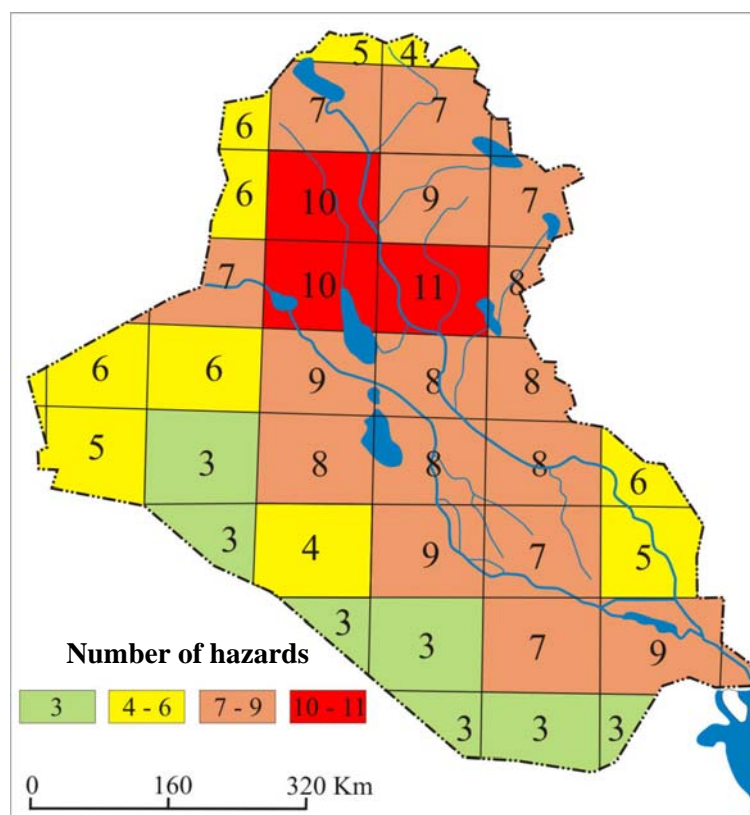 5 4
7 7
6
6 10 9 7
7 10 11 8
6 6 9 8 8
5 3 8 8 8 6
3 4 9 7 5
3 3 7 9
3 3 3
Number of hazards
3 4 - 6 7 - 9 10 - 11
0 160 320 Km